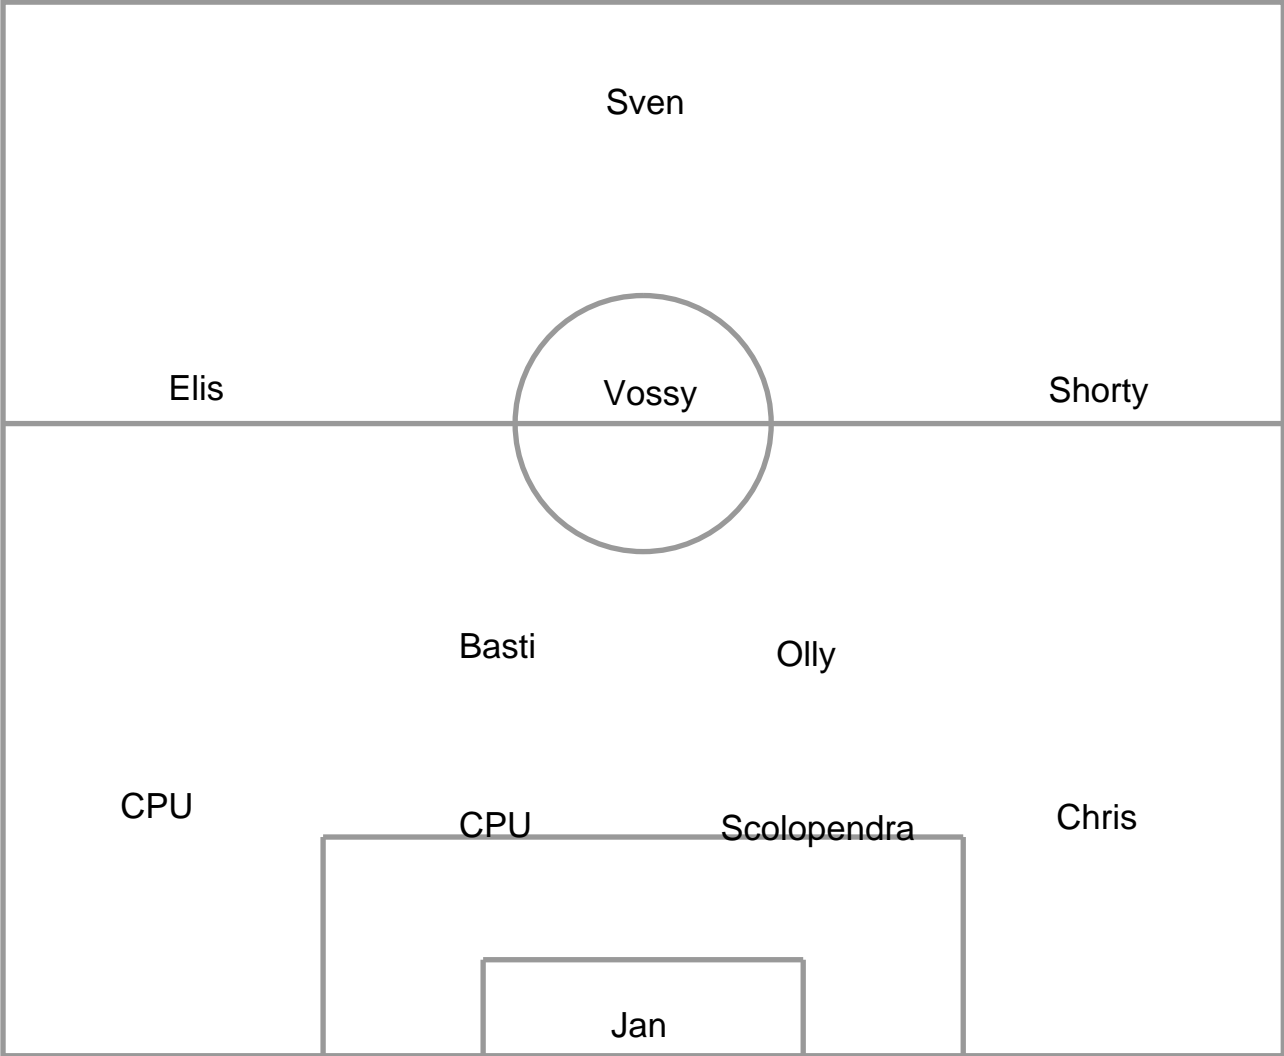 Sven
Elis
Vossy
Shorty
Basti
Olly
CPU
CPU
Scolopendra
Chris
Jan